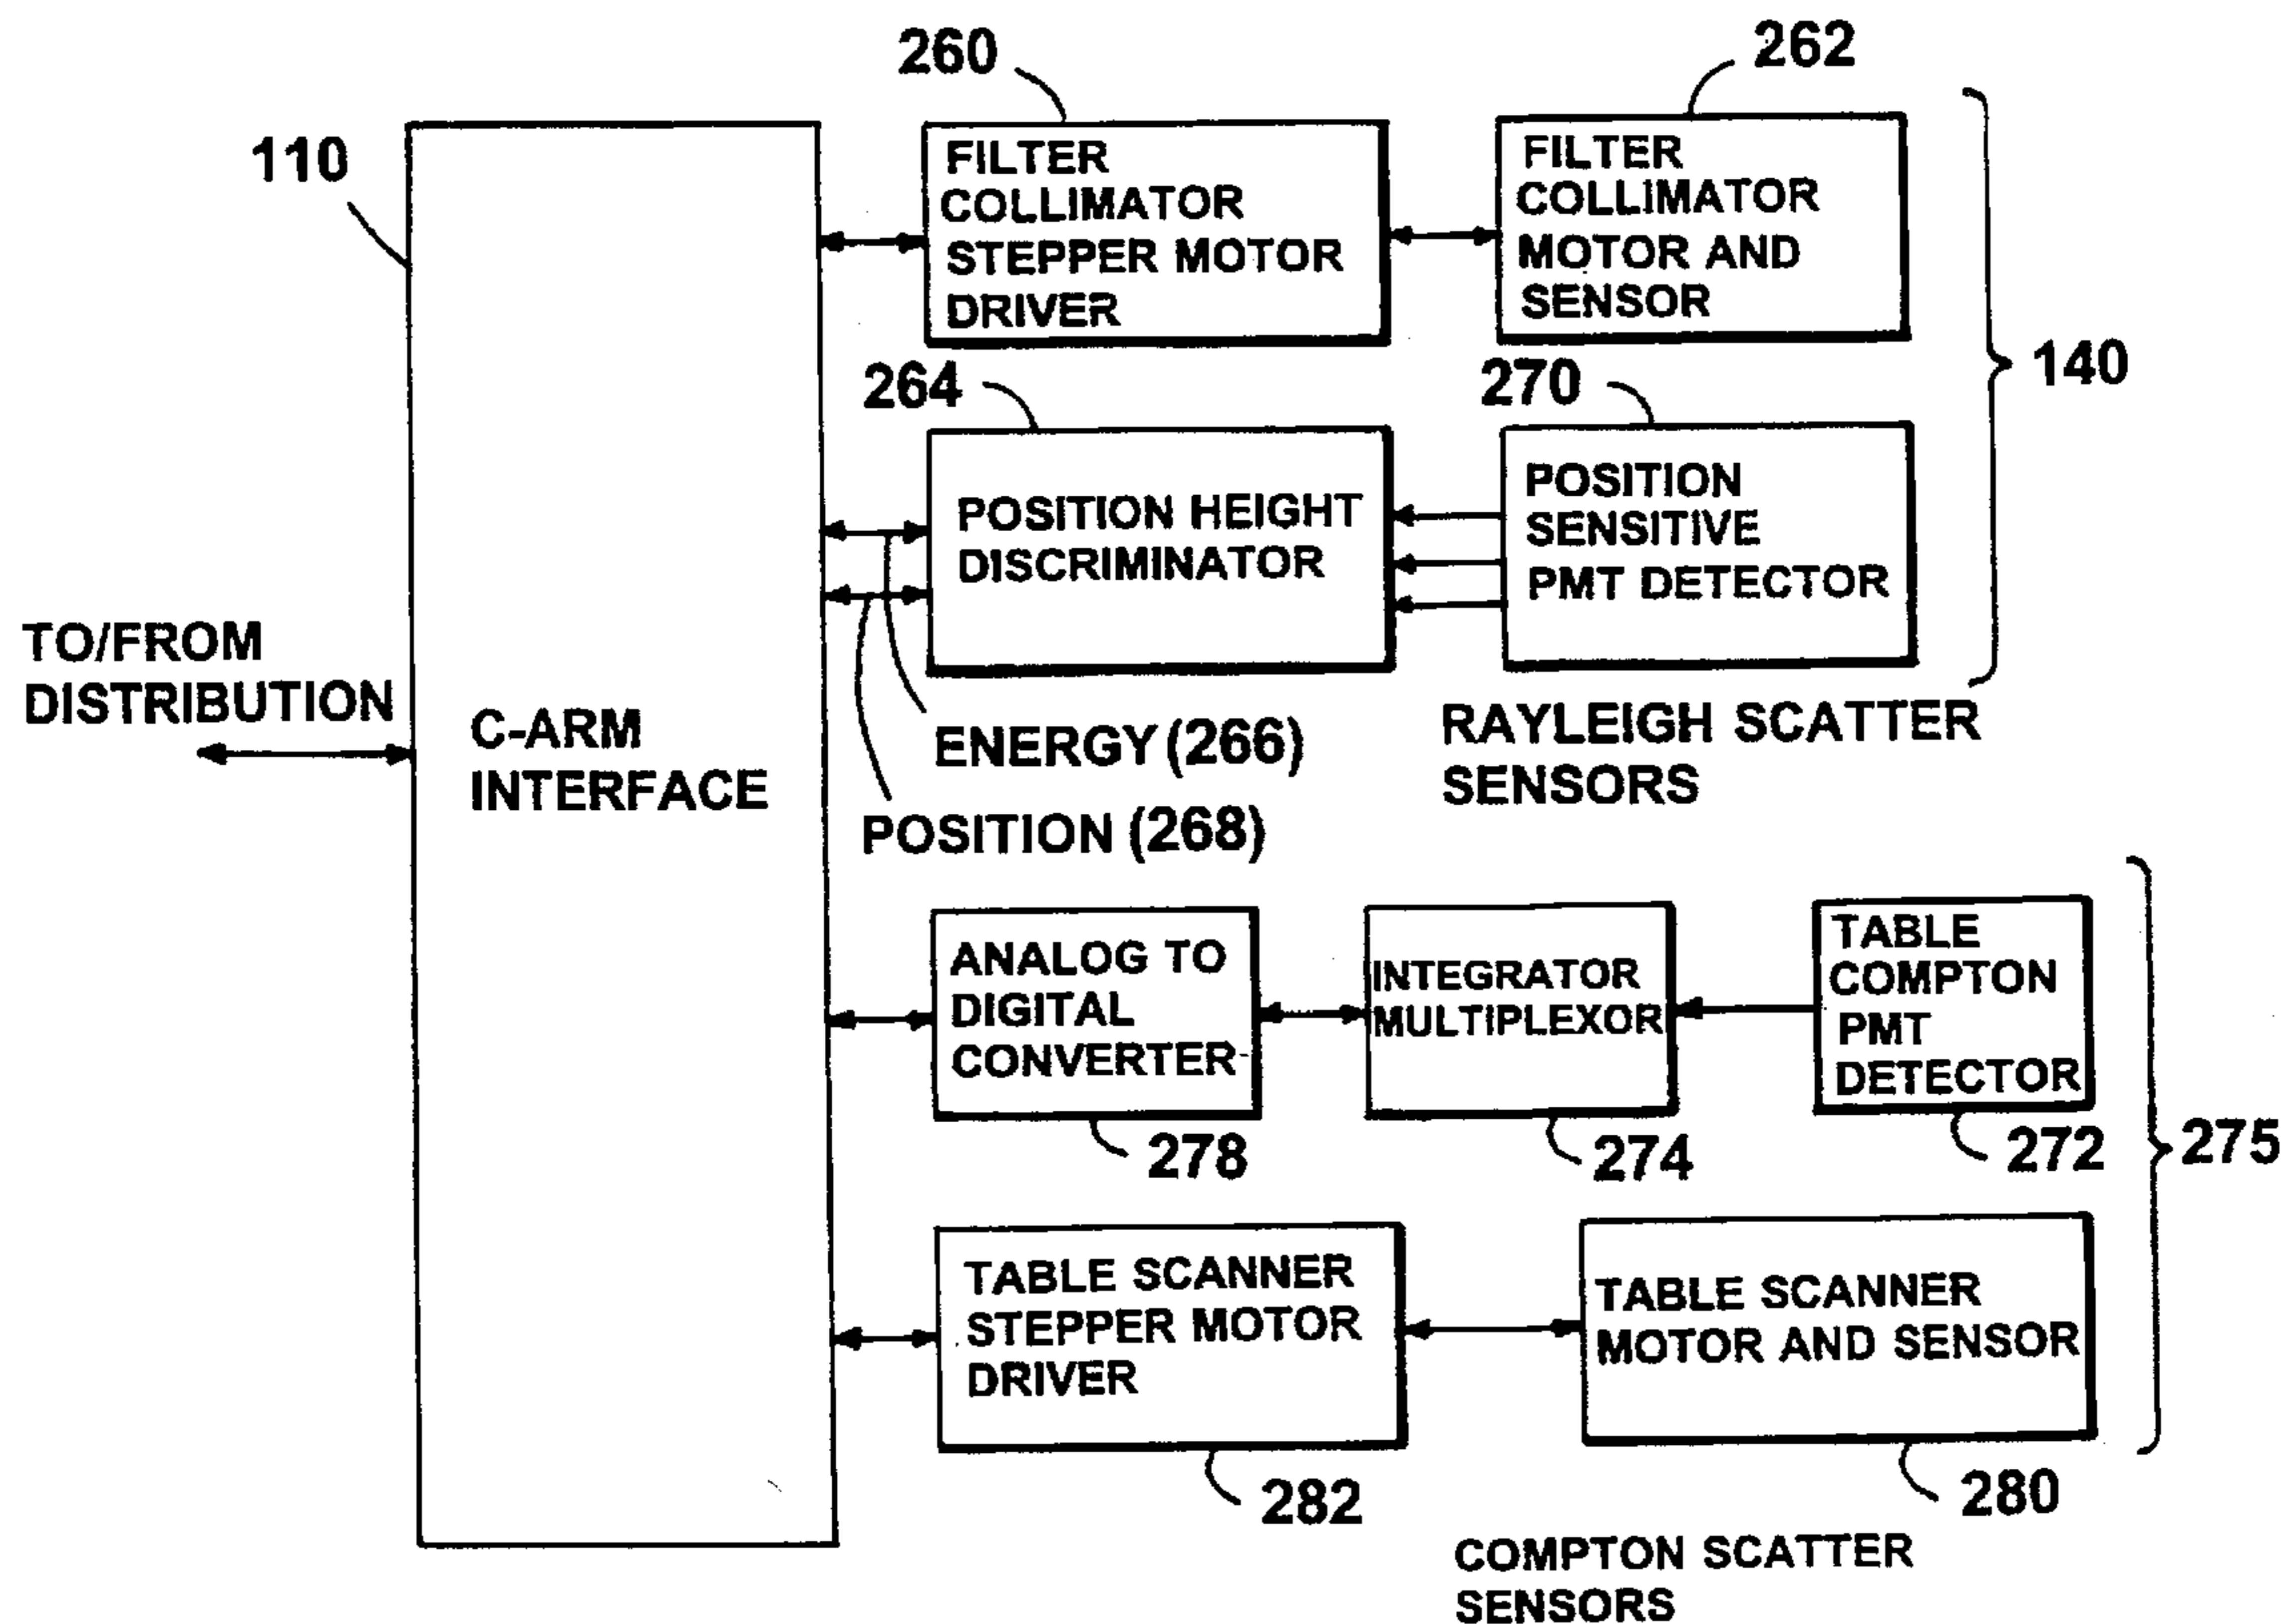 260
262
110
FILTER
COLLIMATOR
STEPPER MOTOR
DRIVER
FILTER
COLLIMATOR
MOTOR AND
SENSOR
140
264
270
POSITION HEIGHT
DISCRIMINATOR
POSITION
SENSITIVE
PMT DETECTOR
TO/FROM
DISTRIBUTION
C-ARM
INTERFACE
ENERGY (266)
POSITION (268)
RAYLEIGH SCATTER
SENSORS
ANALOG TO
DIGITAL
CONVERTER
INTEGRATOR
MULTIPLEXOR
TABLE
COMPTON
PMT
DETECTOR
278
274
272
275
TABLE SCANNER
STEPPER MOTOR
DRIVER
TABLE SCANNER
MOTOR AND SENSOR
282
280
COMPTON SCATTER
SENSORS